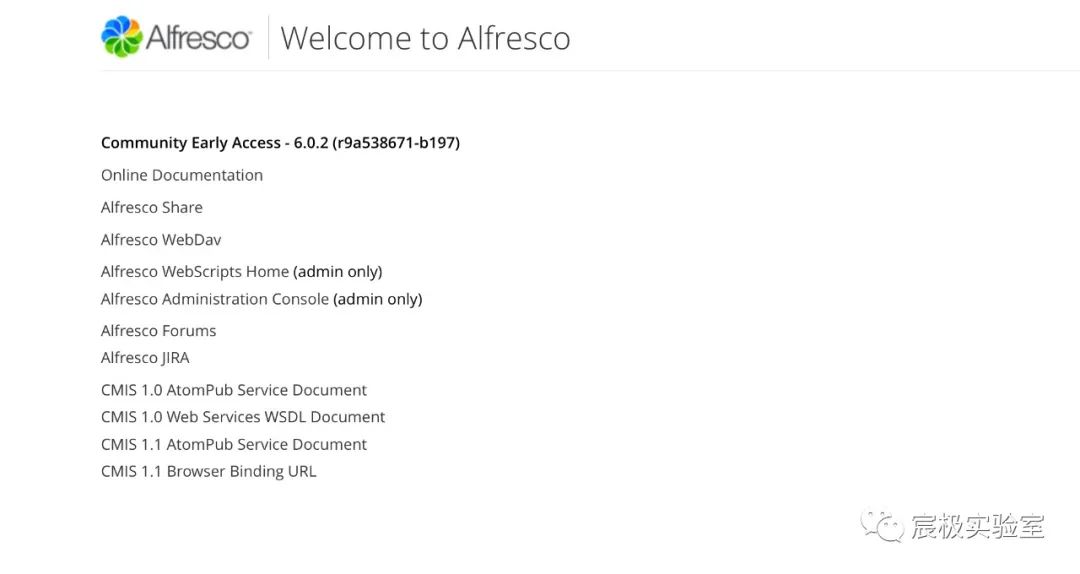 Alfresco
Welcome to Alfresco
Community Early Access - 6.0.2 (r9a538671-b197)
Online Documentation
Alfresco Share
Alfresco WebDav
Alfresco WebScripts Home (admin only)
Alfresco Administration Console (admin only)
Alfresco Forums
Alfresco JIRA
CMIS 1.0 AtomPub Service Document
CMIS 1.0 Web Services WSDL Document
CMIS 1.1 AtomPub Service Document
CMIS 1.1 Browser Binding URL
宸极实验室